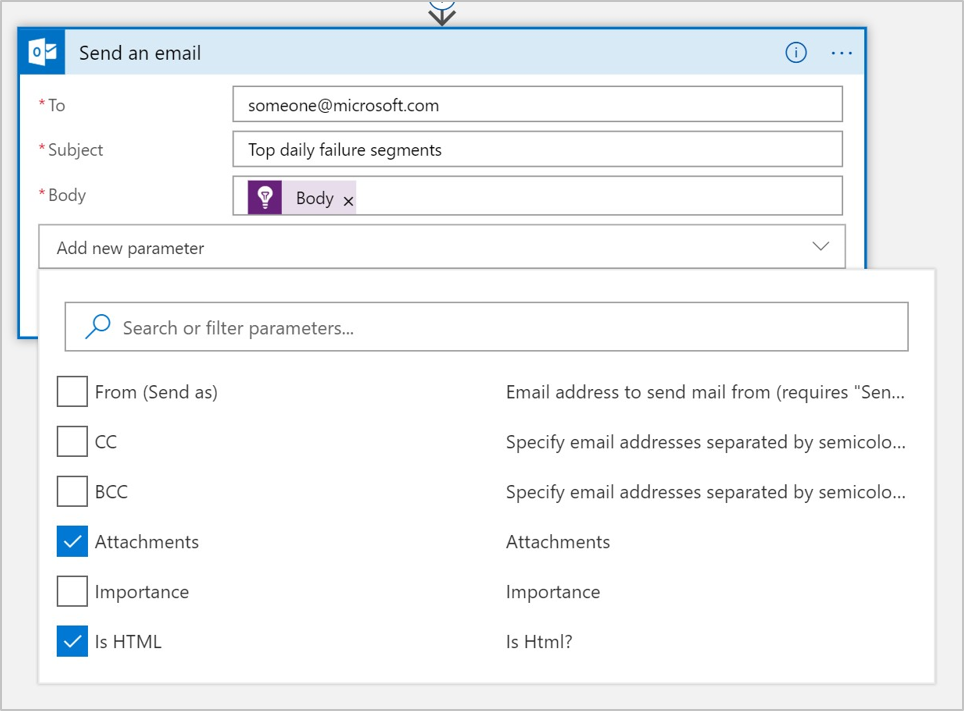 Send an email
*To
someone@microsoft.com
*Subject
Top daily failure segments
*Body
Body ×
Add new parameter
Search or filter parameters...
From (Send as) Email address to send mail from (requires "Sen...
CC Specify email addresses separated by semicolo...
BCC Specify email addresses separated by semicolo...
Attachments Attachments
Importance Importance
Is HTML Is Html?